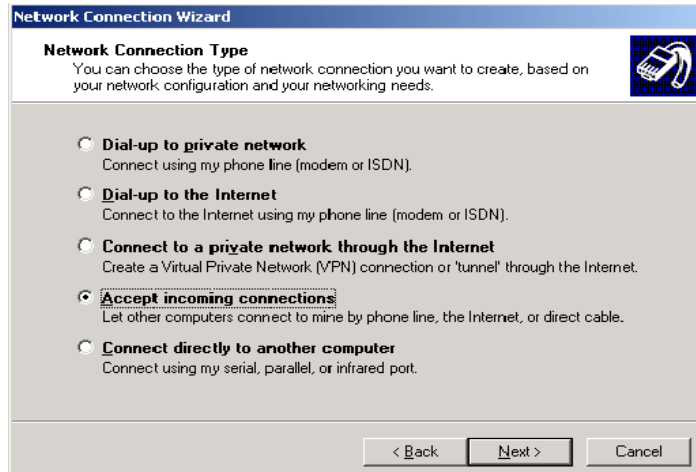 Network Connection Wizard
Network Connection Type
You can choose the type of network connection you want to create, based on
your network configuration and your networking needs.
Dial-up to private network
Connect using my phone line (modem or ISDN).
Dial-up to the Internet
Connect to the Internet using my phone line (modem or ISDN).
Connect to a private network through the Internet
Create a Virtual Private Network (VPN) connection or 'tunnel' through the Internet.
Accept incoming connections
Let other computers connect to mine by phone line, the Internet, or direct cable.
Connect directly to another computer
Connect using my serial, parallel, or infrared port.
< Back Next > Cancel